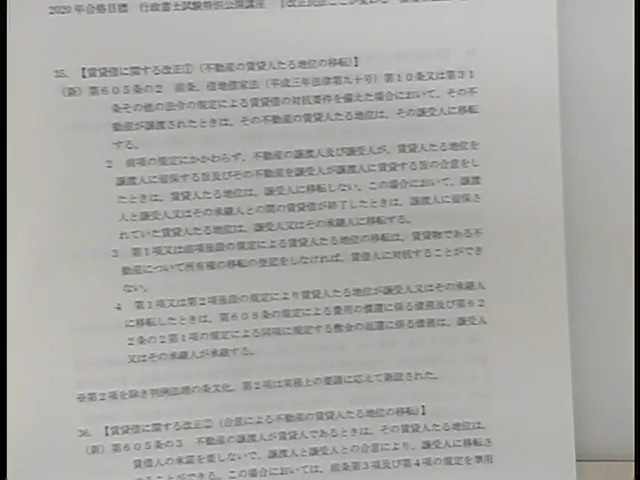 2020年合格目標 行政書士試験特別公開講座 「改正民法ここが変わ
35. 【賃貸借に関する改正①（不動産の賃貸人たる地位の移転）】
（新）第６０５条の２ 前条、借地借家法（平成三年法律第九十号）第１０条又は第３１
条その他の法令の規定による賃貸借の対抗要件を備えた場合において、その不
動産が譲渡されたときは、その不動産の賃貸人たる地位は、その譲受人に移転
する。
２ 前項の規定にかかわらず、不動産の譲渡人及び譲受人が、賃貸人たる地位を
譲渡人に留保する旨及びその不動産を譲受人が譲渡人に賃貸する旨の合意をし
たときは、賃貸人たる地位は、譲受人に移転しない。この場合において、譲渡
人と譲受人又はその承継人との間の賃貸借が終了したときは、譲渡人に留保さ
れていた賃貸人たる地位は、譲受人又はその承継人に移転する。
３ 第１項又は前項後段の規定による賃貸人たる地位の移転は、賃貸物である不
動産について所有権の移転の登記をしなければ、賃借人に対抗することができ
ない。
４ 第１項又は第２項後段の規定により賃貸人たる地位が譲受人又はその承継人
に移転したときは、第６０８条の規定による費用の償還に係る債務及び第６２
２条の２第１項の規定による同項に規定する敷金の返還に係る債務は、譲受人
又はその承継人が承継する。
※第２項を除き判例法理の条文化。第２項は実務上の要請に応えて新設された。
36. 【賃貸借に関する改正②（合意による不動産の賃貸人たる地位の移転）】
（新）第６０５条の３ 不動産の譲渡人が賃貸人であるときは、その賃貸人たる地位は、
賃借人の承諾を要しないで、譲渡人と譲受人との合意により、譲受人に移転さ
せることができる。この場合においては、前条第３項及び第４項の規定を準用